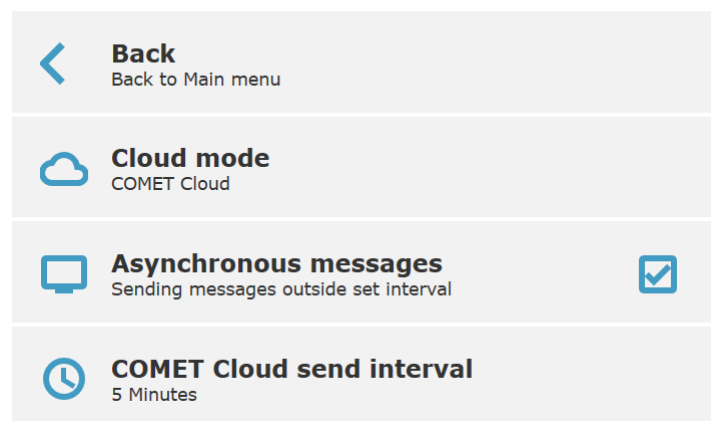 Back
Back to Main menu
Cloud mode
COMET Cloud
Asynchronous messages
Sending messages outside set interval
COMET Cloud send interval
5 Minutes